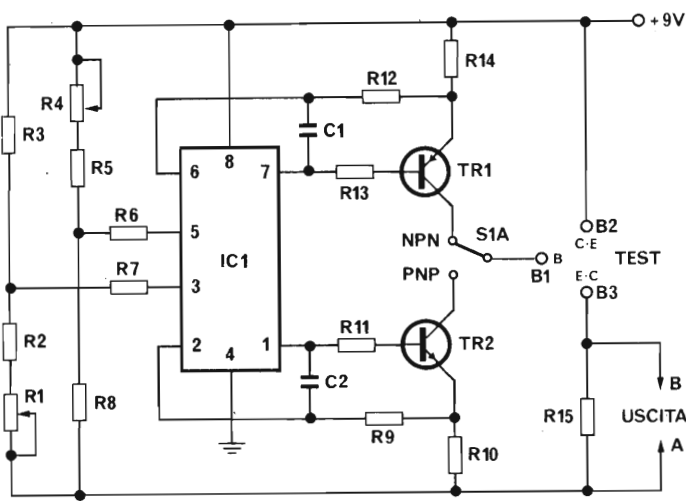 +9V
R14
R12
R4
C1
R3
R5
6
8
7
R13
TR1
R6
5
NPN
S1A
B2
C·E
TEST
IC1
B
B1
R7
3
PNP
E·C
B3
R2
2
4
1
R11
TR2
C2
B
R1
R8
R15
USCITA
R9
A
R10